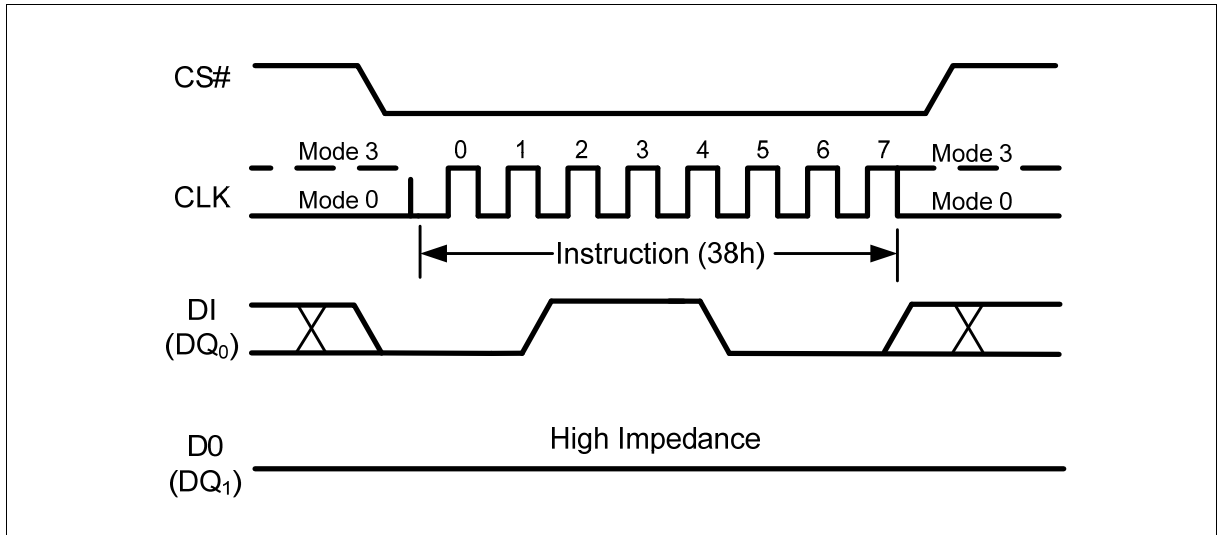 CS#
Mode 3 0 1 2 3 4 5 6 7 Mode 3
CLK Mode 0 Mode 0
Instruction (38h)
DI
(DQ0)
High Impedance
D0
(DQ1)